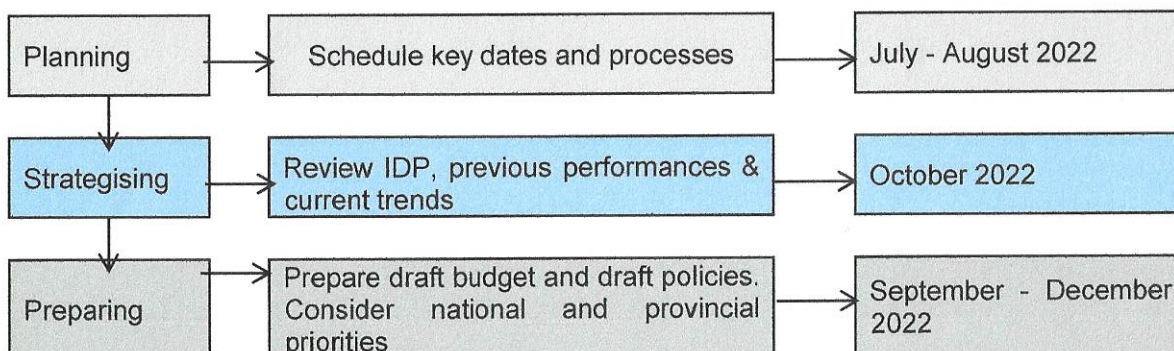 Planning
Schedule key dates and processes
July - August 2022
Strategising
Review IDP, previous performances &
current trends
October 2022
Preparing
Prepare draft budget and draft policies.
Consider national and provincial
priorities
September - December
2022